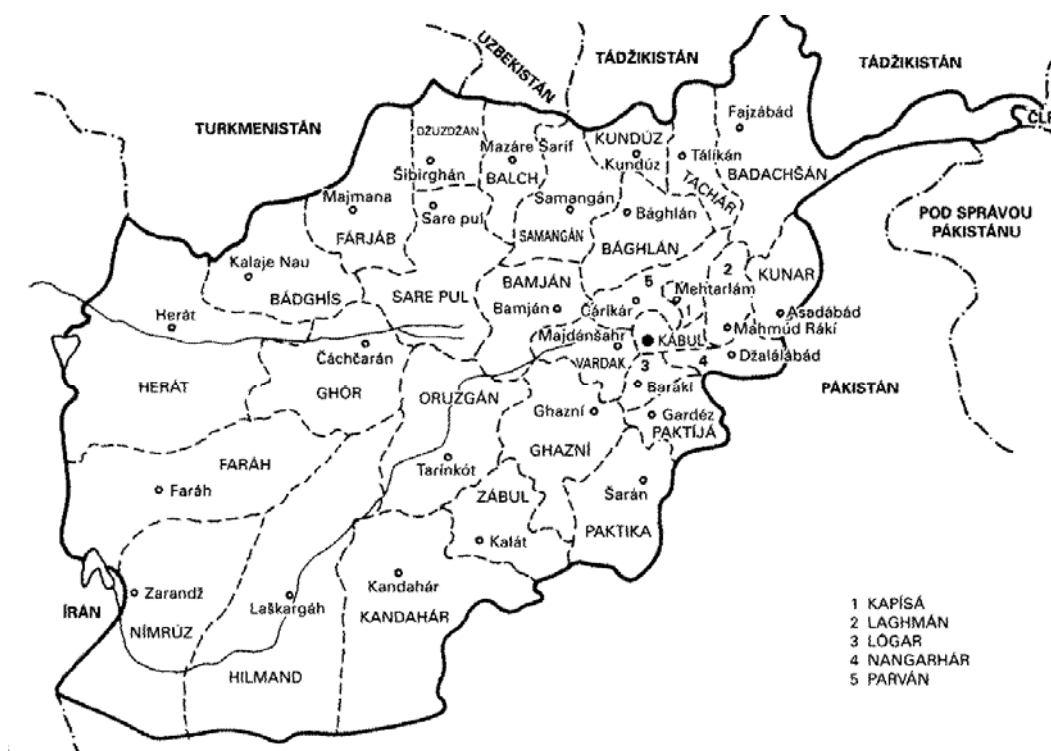 UZBEKISTÁN
TÁDŽIKISTÁN
TÁDŽIKISTÁN
TURKMENISTÁN
ČLR
DŽUZDŽÁN
Šibirghán
Mazáre Šaríf
BALCH
KUNDÚZ
Kundúz
Tálikán
TACHÁR
Fajzábád
BADACHŠÁN
POD SPRÁVOU
PÁKISTÁNU
Majmana
FÁRJÁB
Sare pul
Samangán
SAMANGÁN
Bághlán
BÁGHLÁN
Kalaje Nau
BÁDGHÍS
SARE PUL
BAMJÁN
Bamján
5
Čáríkár
Mehtarlám
1
2
KUNAR
Asadábád
Mahmúd Rákí
Herát
HERÁT
Čáchčarán
GHÓR
Majdánšahr
VARDAK
KÁBUL
3
4
Džalálábád
Barákí
PÁKISTÁN
ORUZGÁN
Ghazní
GHAZNÍ
Gardéz
PAKTÍJÁ
FARÁH
Faráh
Tarínkót
ZÁBUL
Kalát
Šarán
PAKTIKA
ÍRÁN
Zarandž
NÍMRÚZ
Laškargáh
HILMAND
Kandahár
KANDAHÁR
1 KAPÍSÁ
2 LAGHMÁN
3 LÓGAR
4 NANGARHÁR
5 PARVÁN